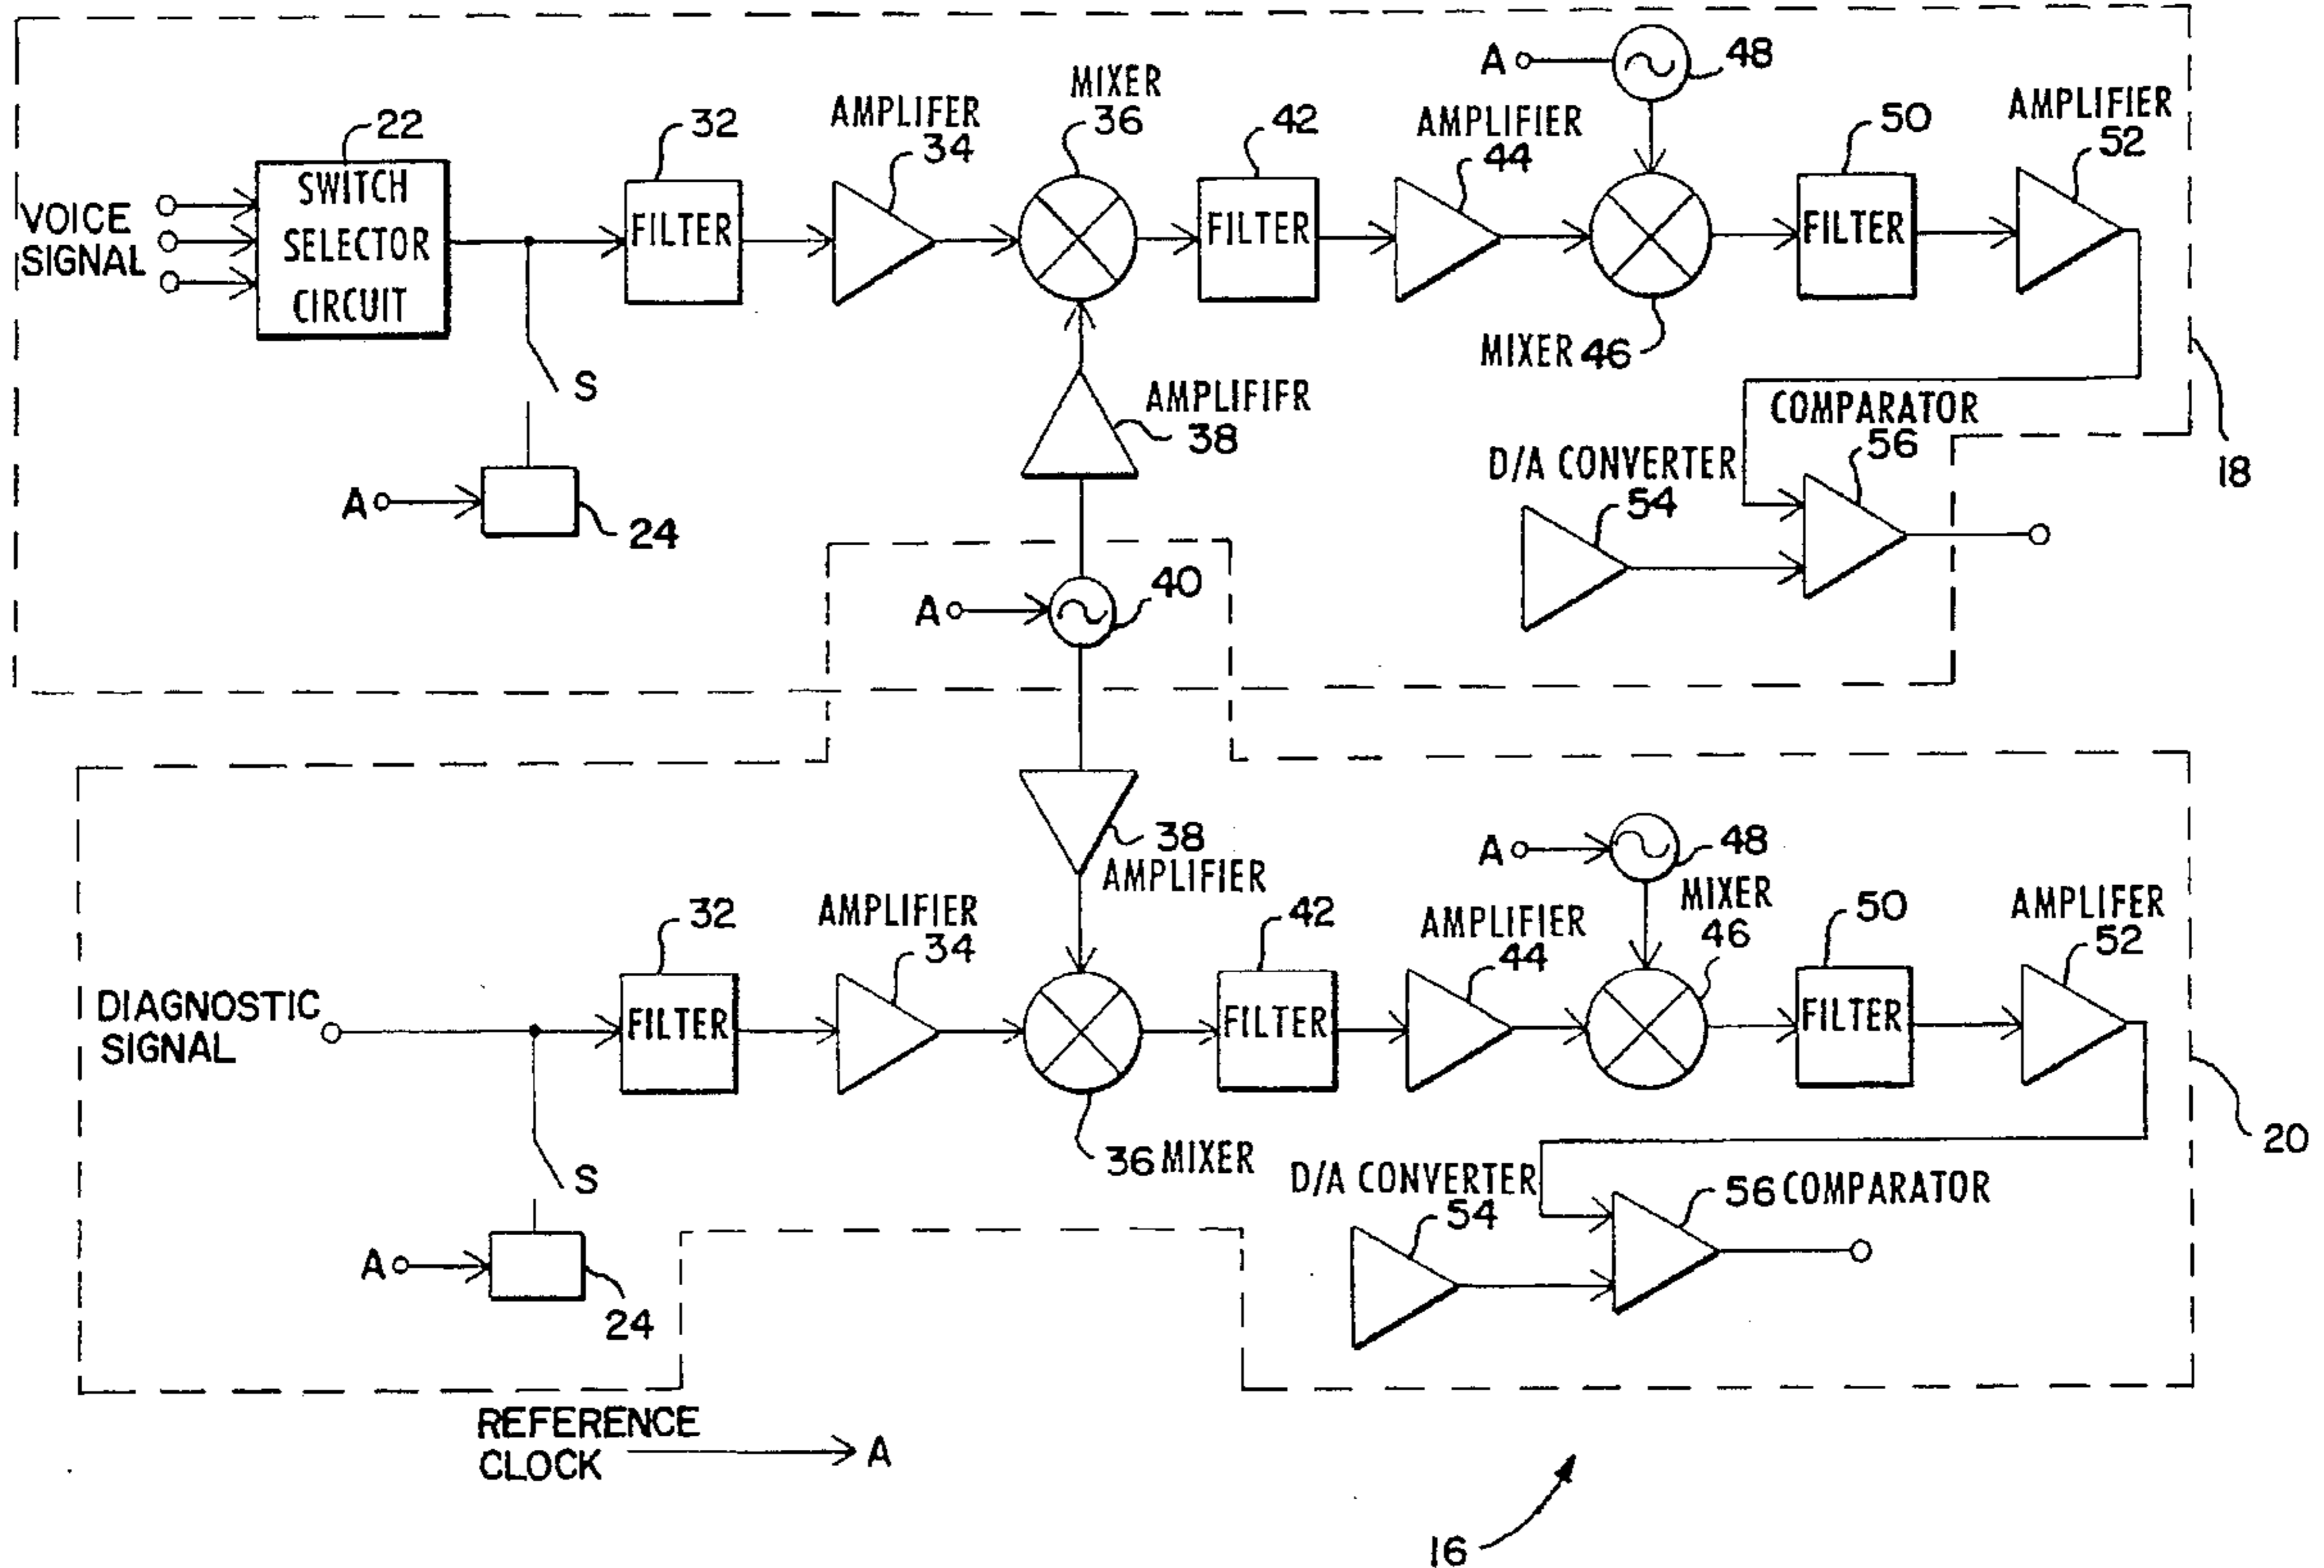 A
48
MIXER
36
AMPLIFER
34
AMPLIFIER
44
AMPLIFIER
52
22
32
42
50
VOICE
SIGNAL
SWITCH
SELECTOR
CIRCUIT
FILTER
FILTER
FILTER
MIXER 46
S
AMPLIFIFR
38
COMPARATOR
56
D/A CONVERTER
54
18
A
24
A
40
38
AMPLIFIER
A
48
MIXER
46
32
AMPLIFIER
34
42
AMPLIFIER
44
50
AMPLIFER
52
DIAGNOSTIC
SIGNAL
FILTER
FILTER
FILTER
36 MIXER
20
S
D/A CONVERTER
54
56 COMPARATOR
A
24
REFERENCE
CLOCK
A
16